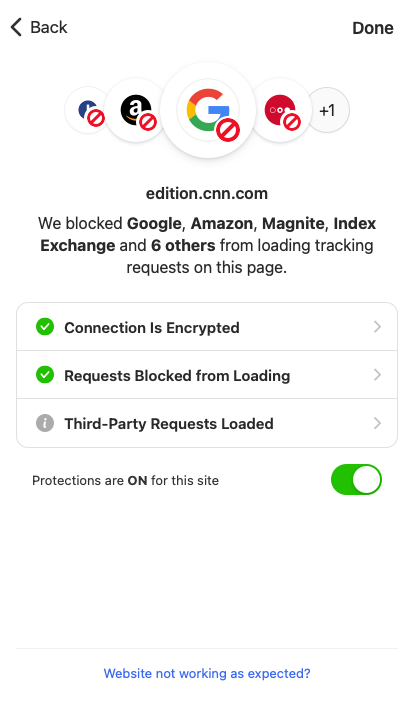 Back
Done
+1
edition.cnn.com
We blocked Google, Amazon, Magnite, Index
Exchange and 6 others from loading tracking
requests on this page.
Connection Is Encrypted
Requests Blocked from Loading
Third-Party Requests Loaded
Protections are ON for this site
Website not working as expected?